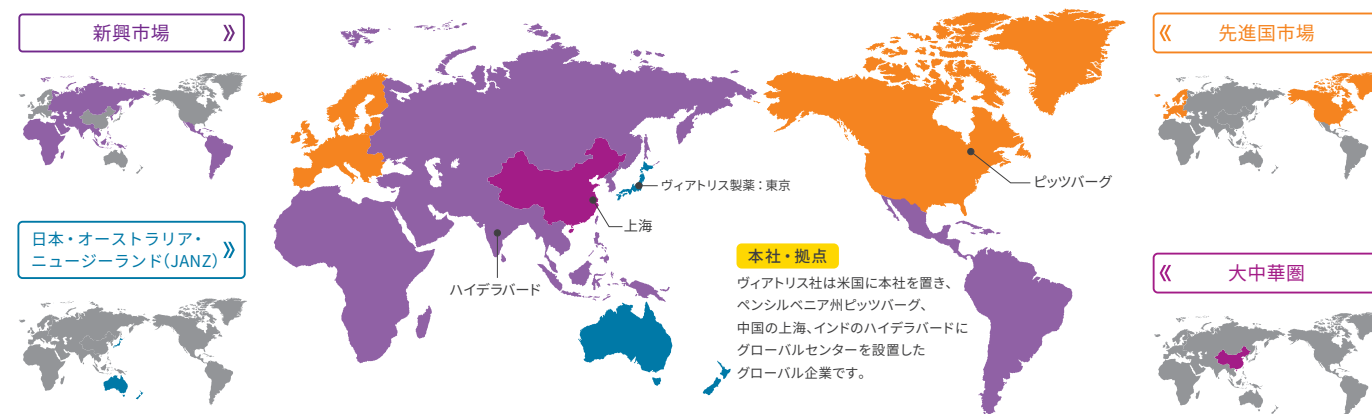 新興市場 》
《 先進国市場
日本・オーストラリア・
ニュージーランド(JANZ) 》
ヴィアトリス製薬：東京
ピッツバーグ
上海
ハイデラバード
本社・拠点
ヴィアトリス社は米国に本社を置き、
ペンシルベニア州ピッツバーグ、
中国の上海、インドのハイデラバードに
グローバルセンターを設置した
グローバル企業です。
《 大中華圏